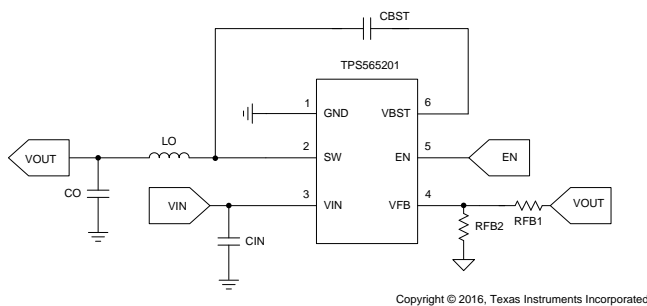 CBST
TPS565201
1 GND VBST 6
LO
VOUT 2 SW EN 5 EN
CO VIN 3 VIN VFB 4 VOUT
RFB1
RFB2
CIN
Copyright © 2016, Texas Instruments Incorporated